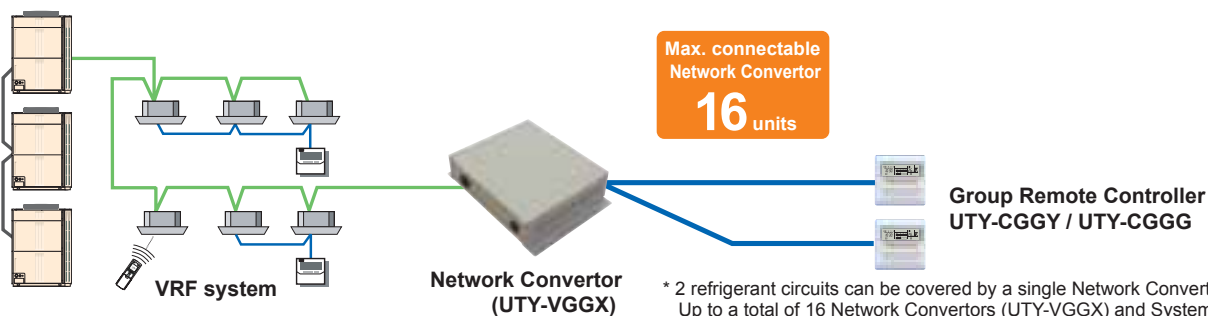 Max. connectable
Network Convertor
16 units
Group Remote Controller
UTY-CGGY / UTY-CGGG
VRF system
Network Convertor
(UTY-VGGX)
* 2 refrigerant circuits can be covered by a single Network Convert
Up to a total of 16 Network Convertors (UTY-VGGX) and System